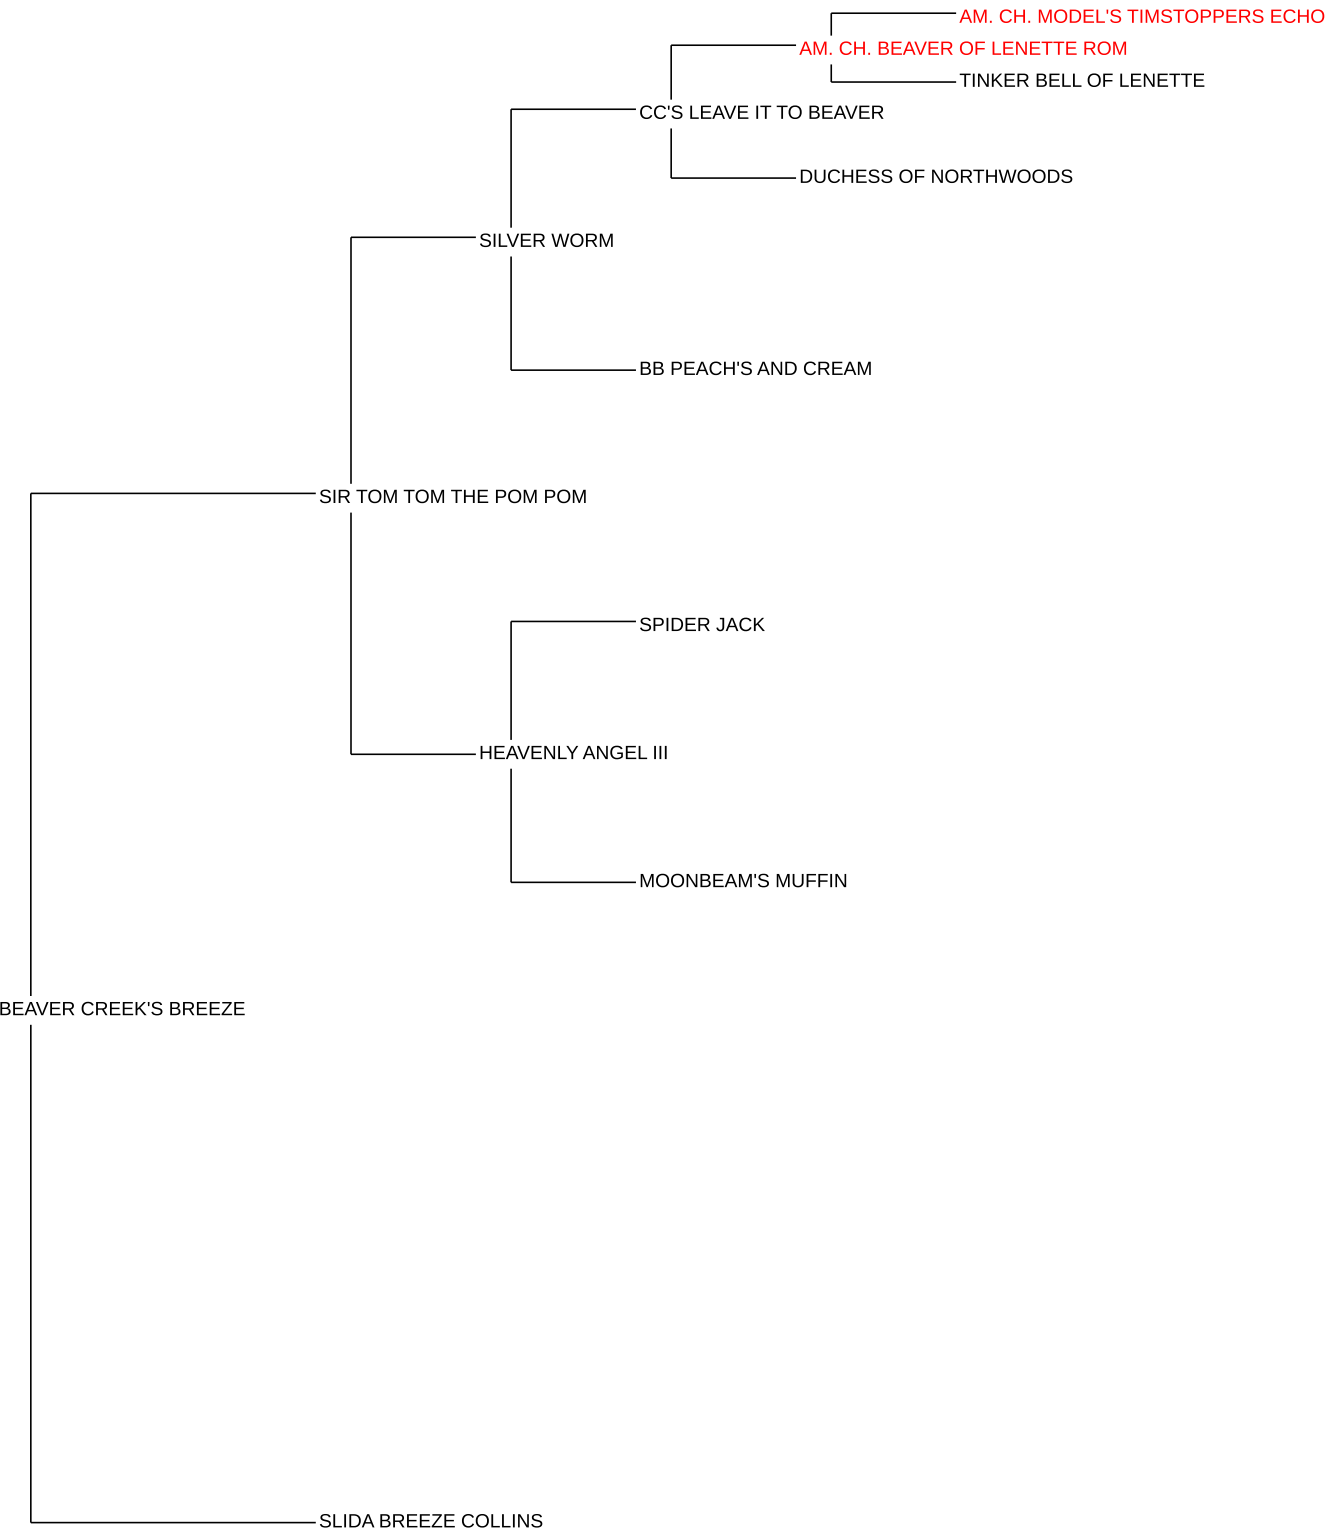 AM. CH. MODEL'S TIMSTOPPERS ECHO
AM. CH. BEAVER OF LENETTE ROM
TINKER BELL OF LENETTE
CC'S LEAVE IT TO BEAVER
DUCHESS OF NORTHWOODS
SILVER WORM
BB PEACH'S AND CREAM
SIR TOM TOM THE POM POM
SPIDER JACK
HEAVENLY ANGEL III
MOONBEAM'S MUFFIN
BEAVER CREEK'S BREEZE
SLIDA BREEZE COLLINS